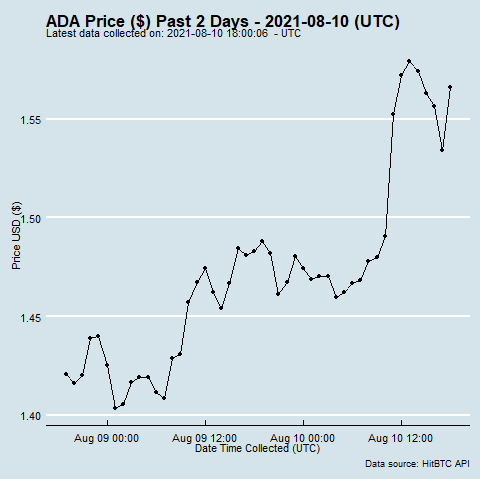 ADA Price ($) Past 2 Days - 2021-08-10 (UTC)
Latest data collected on: 2021-08-10 18:00:06 - UTC
1.55
1.50
1.45
1.40
Price USD ($)
Aug 09 00:00 Aug 09 12:00 Aug 10 00:00 Aug 10 12:00
Date Time Collected (UTC)
Data source: HitBTC API